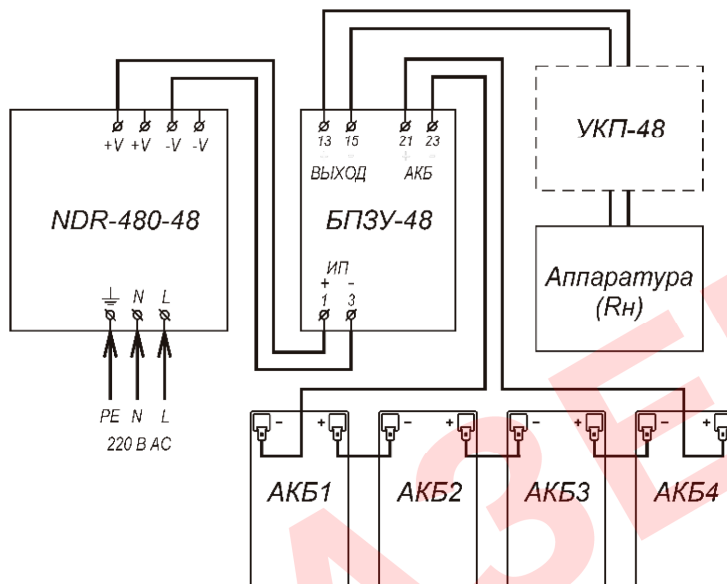 +V +V -V -V
NDR-480-48
N L
PE N L
220 В АС
13 15 21 23
+ - + -
ВЫХОД АКБ
БПЗУ-48
ИП
+ −
1 3
УКП-48
Аппаратура
(Rн)
− + − + − + − +
АКБ1 АКБ2 АКБ3 АКБ4